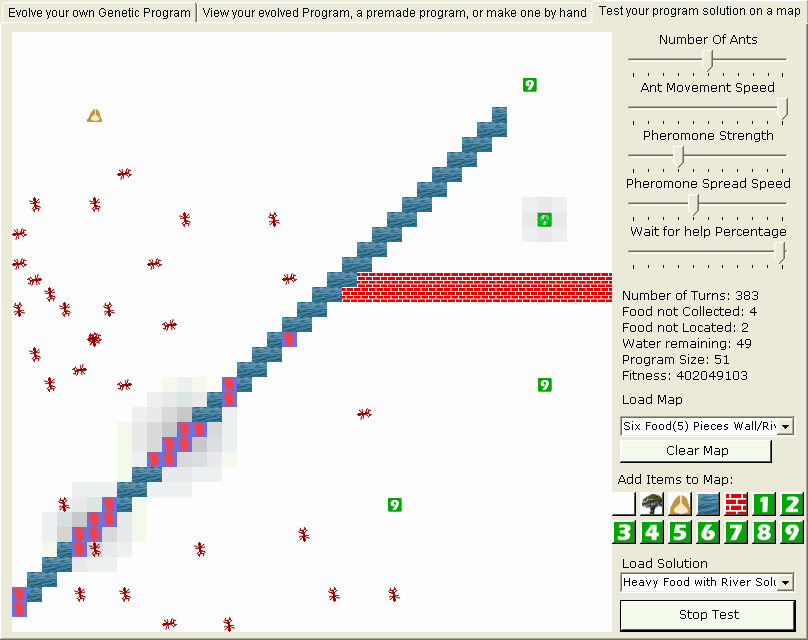 Evolve your own Genetic Program
View your evolved Program, a premade program, or make one by hand
Test your program solution on a map
Number Of Ants
Ant Movement Speed
Pheromone Strength
Pheromone Spread Speed
Wait for help Percentage
9
9
9
9
Number of Turns: 383
Food not Collected: 4
Food not Located: 2
Water remaining: 49
Program Size: 51
Fitness: 402049103
Load Map
Six Food(5) Pieces Wall/Riv
Clear Map
Add Items to Map:
1 2
3 4 5 6 7 8 9
Load Solution
Heavy Food with River Solu
Stop Test